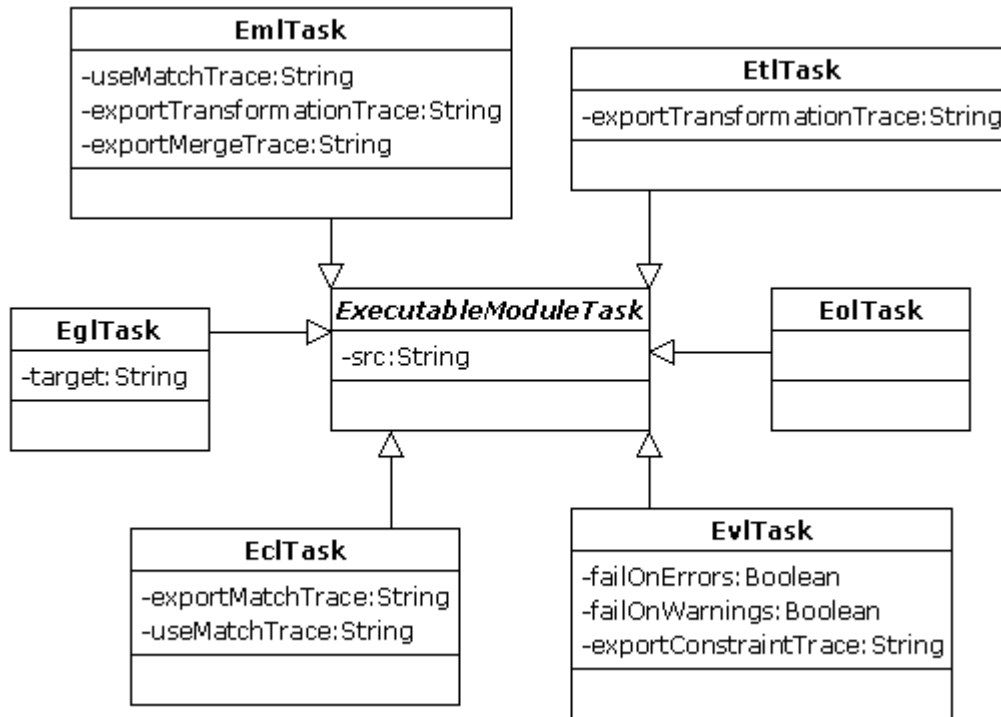 EmlTask
-useMatchTrace:String
-exportTransformationTrace:String
-exportMergeTrace:String
EtlTask
-exportTransformationTrace:String
ExecutableModuleTask
-src:String
EglTask
-target:String
EolTask
EclTask
-exportMatchTrace:String
-useMatchTrace:String
EvlTask
-failOnErrors:Boolean
-failOnWarnings:Boolean
-exportConstraintTrace:String